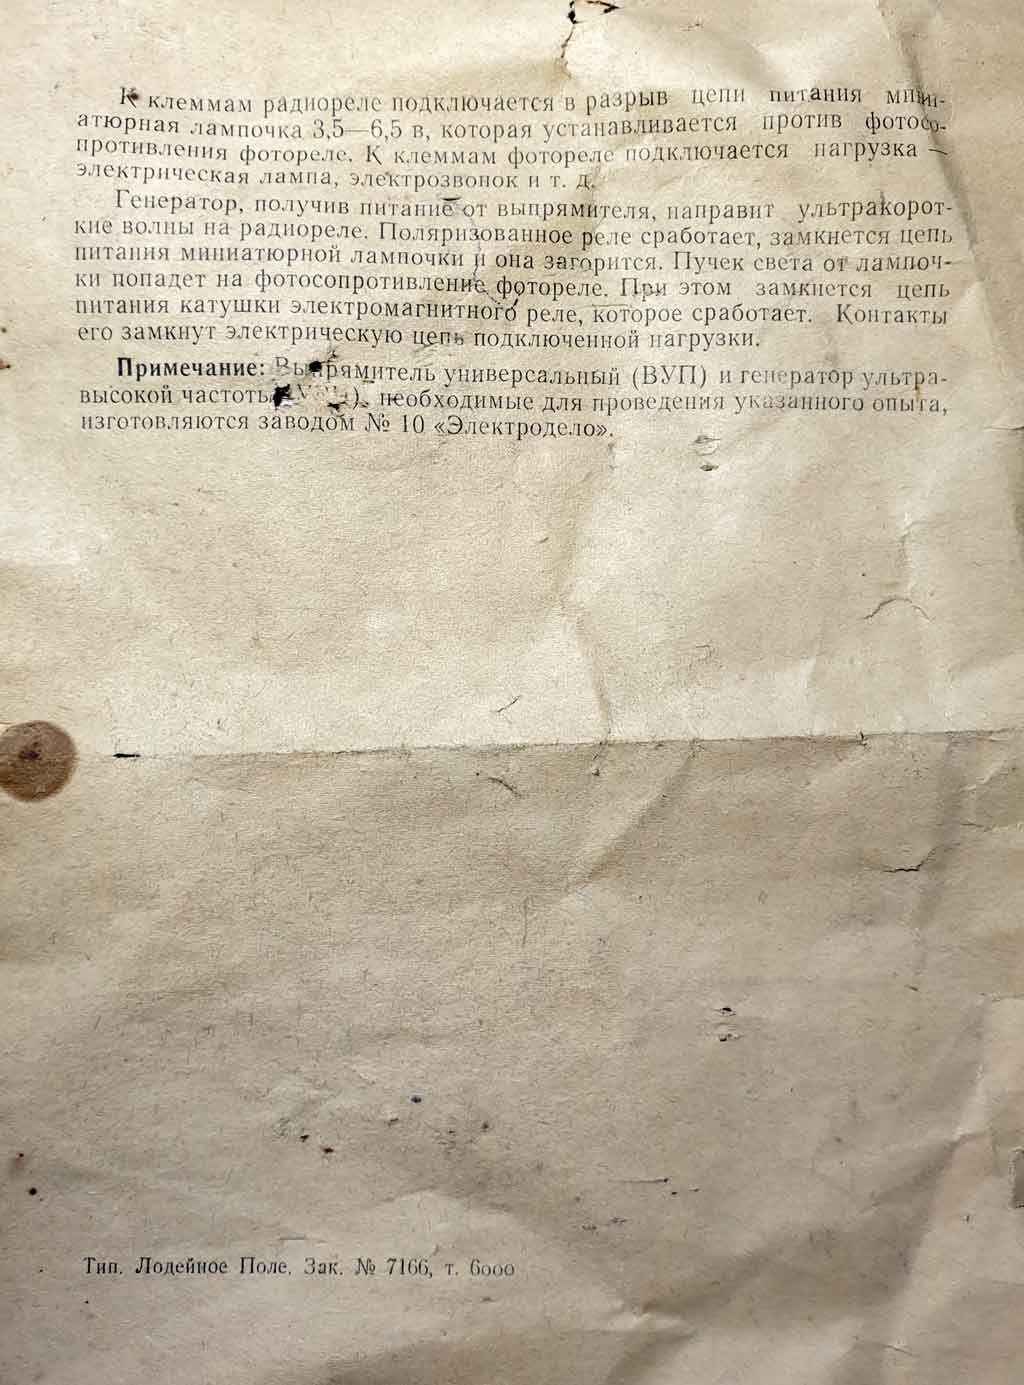 К клеммам радиореле подключается в разрыв цепи питания мини-
атюрная лампочка 3,5—6,5 в, которая устанавливается против фотосо-
противления фотореле. К клеммам фотореле подключается нагрузка —
электрическая лампа, электрозвонок и т. д.
Генератор, получив питание от выпрямителя, направит ультракорот-
кие волны на радиореле. Поляризованное реле сработает, замкнется цепь
питания миниатюрной лампочки и она загорится. Пучек света от лампоч-
ки попадет на фотосопротивление фотореле. При этом замкнется цепь
питания катушки электромагнитного реле, которое сработает. Контакты
его замкнут электрическую цепь подключенной нагрузки.
Примечание: Выпрямитель универсальный (ВУП) и генератор ультра-
высокой частоты необходимые для проведения указанного опыта,
изготовляются заводом № 10 «Электродело».
Тип. Лодейное Поле. Зак. № 7166, т. 6000